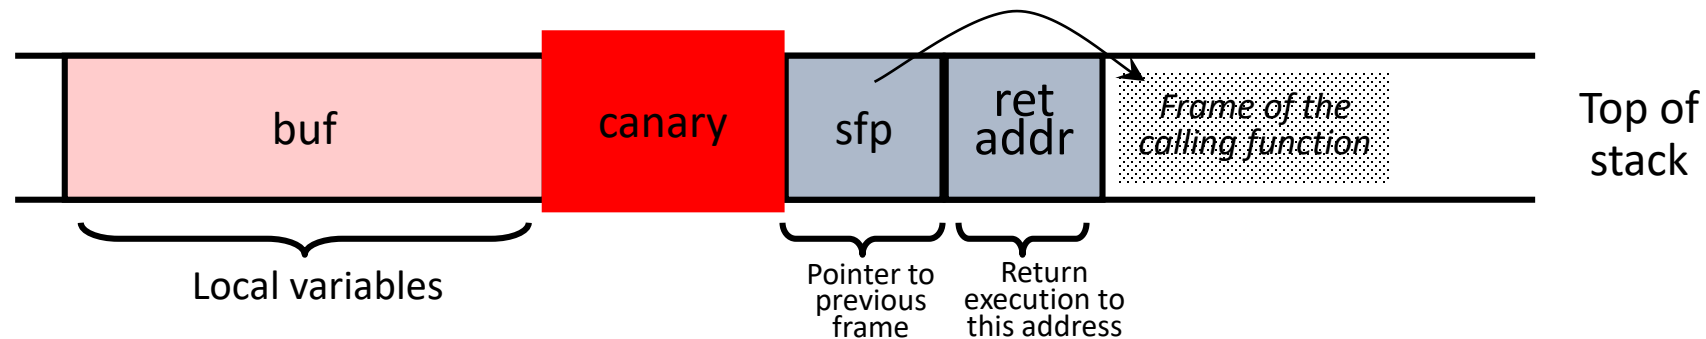 buf
canary
sfp
ret
addr
Frame of the
calling function
Top of
stack
Local variables
Pointer to
previous
frame
Return
execution to
this address